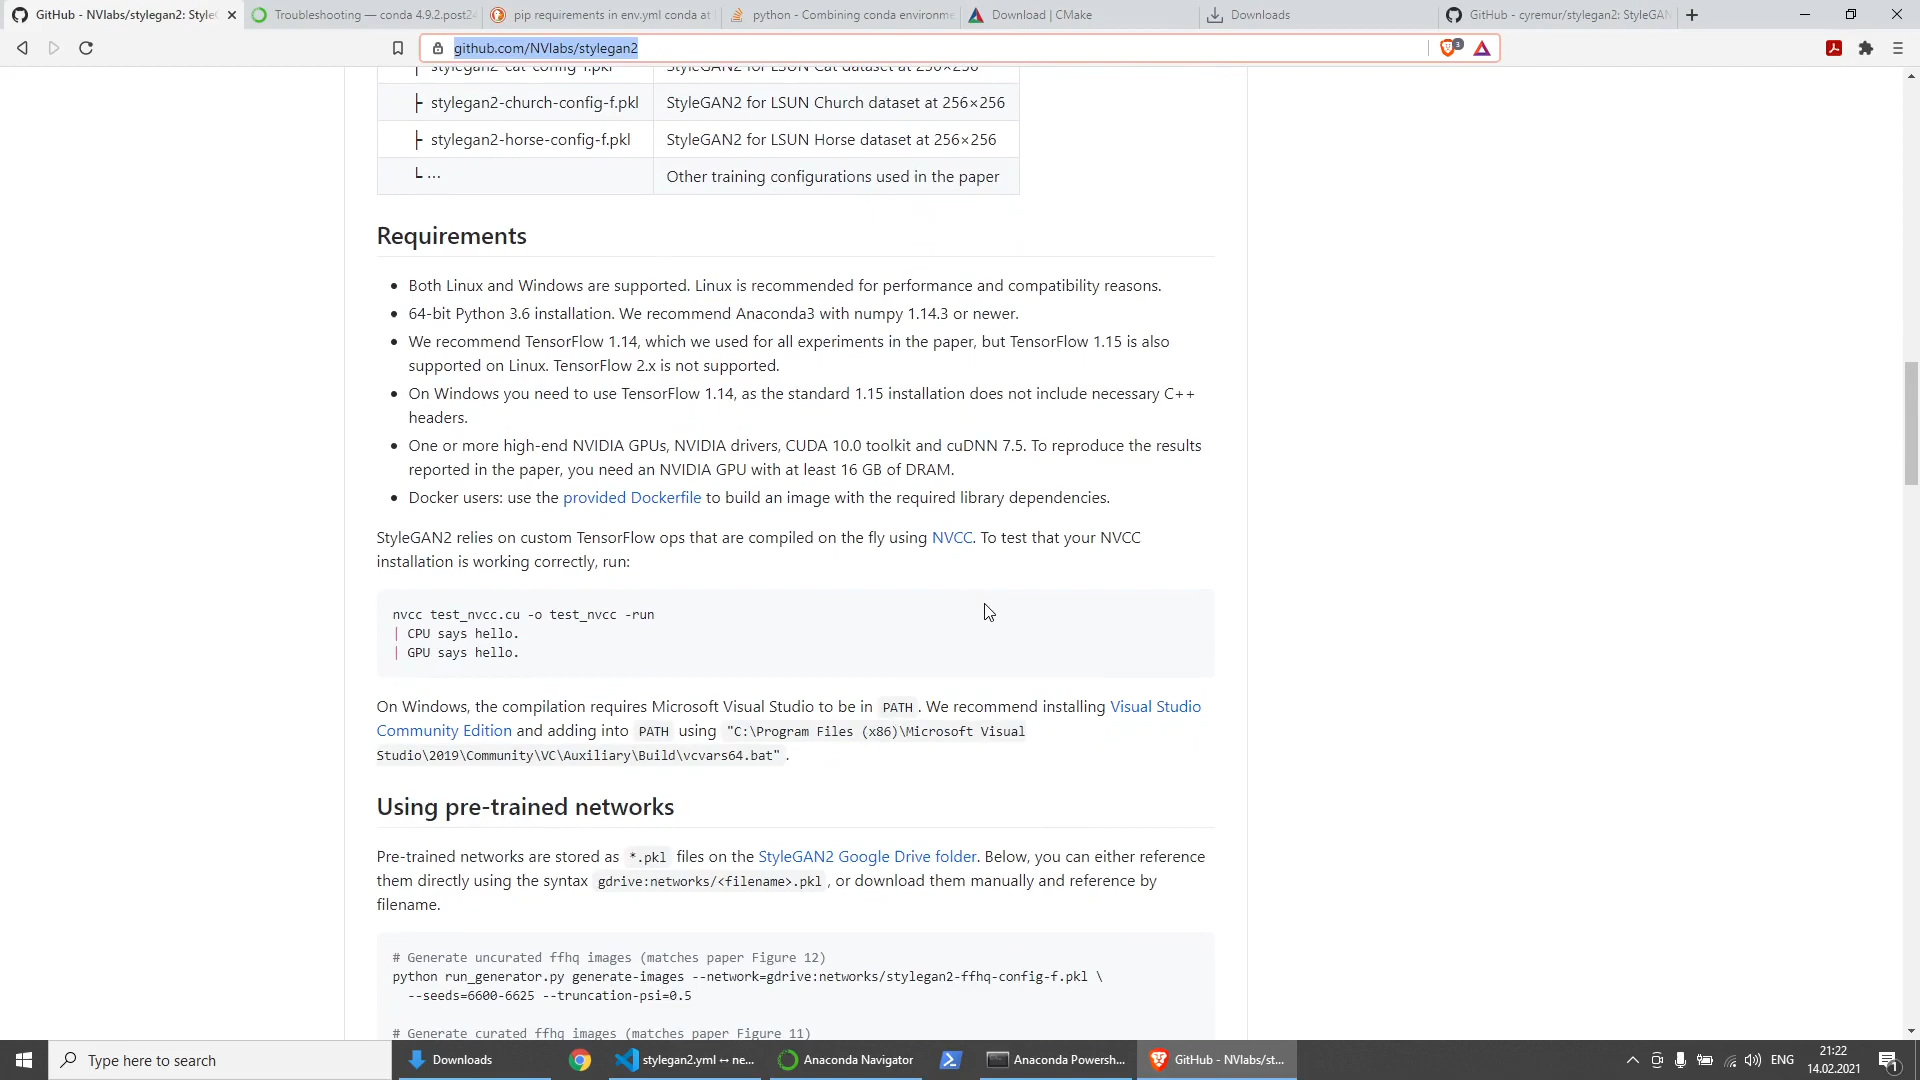 GitHub - NVlabs/stylegan2: StyleG
Troubleshooting — conda 4.9.2.post24
pip requirements in env.yml conda at
python - Combining conda environme
Download | CMake
Downloads
GitHub - cyremur/stylegan2: StyleGAN
github.com/NVlabs/stylegan2
3
stylegan2-cat-config-f.pkl StyleGAN2 for LSUN Cat dataset at 256×256
├ stylegan2-church-config-f.pkl StyleGAN2 for LSUN Church dataset at 256×256
├ stylegan2-horse-config-f.pkl StyleGAN2 for LSUN Horse dataset at 256×256
└ ... Other training configurations used in the paper
Requirements
• Both Linux and Windows are supported. Linux is recommended for performance and compatibility reasons.
• 64-bit Python 3.6 installation. We recommend Anaconda3 with numpy 1.14.3 or newer.
• We recommend TensorFlow 1.14, which we used for all experiments in the paper, but TensorFlow 1.15 is also
supported on Linux. TensorFlow 2.x is not supported.
• On Windows you need to use TensorFlow 1.14, as the standard 1.15 installation does not include necessary C++
headers.
• One or more high-end NVIDIA GPUs, NVIDIA drivers, CUDA 10.0 toolkit and cuDNN 7.5. To reproduce the results
reported in the paper, you need an NVIDIA GPU with at least 16 GB of DRAM.
• Docker users: use the provided Dockerfile to build an image with the required library dependencies.
StyleGAN2 relies on custom TensorFlow ops that are compiled on the fly using NVCC. To test that your NVCC
installation is working correctly, run:
nvcc test_nvcc.cu -o test_nvcc -run
| CPU says hello.
| GPU says hello.
On Windows, the compilation requires Microsoft Visual Studio to be in PATH. We recommend installing Visual Studio
Community Edition and adding into PATH using "C:\Program Files (x86)\Microsoft Visual
Studio\2019\Community\VC\Auxiliary\Build\vcvars64.bat".
Using pre-trained networks
Pre-trained networks are stored as *.pkl files on the StyleGAN2 Google Drive folder. Below, you can either reference
them directly using the syntax gdrive:networks/<filename>.pkl, or download them manually and reference by
filename.
# Generate uncurated ffhq images (matches paper Figure 12)
python run_generator.py generate-images --network=gdrive:networks/stylegan2-ffhq-config-f.pkl \
--seeds=6600-6625 --truncation-psi=0.5
# Generate curated ffhq images (matches paper Figure 11)
Type here to search
Downloads
stylegan2.yml ↔ ne...
Anaconda Navigator
Anaconda Powersh...
GitHub - NVlabs/st...
ENG
21:22
14.02.2021
1